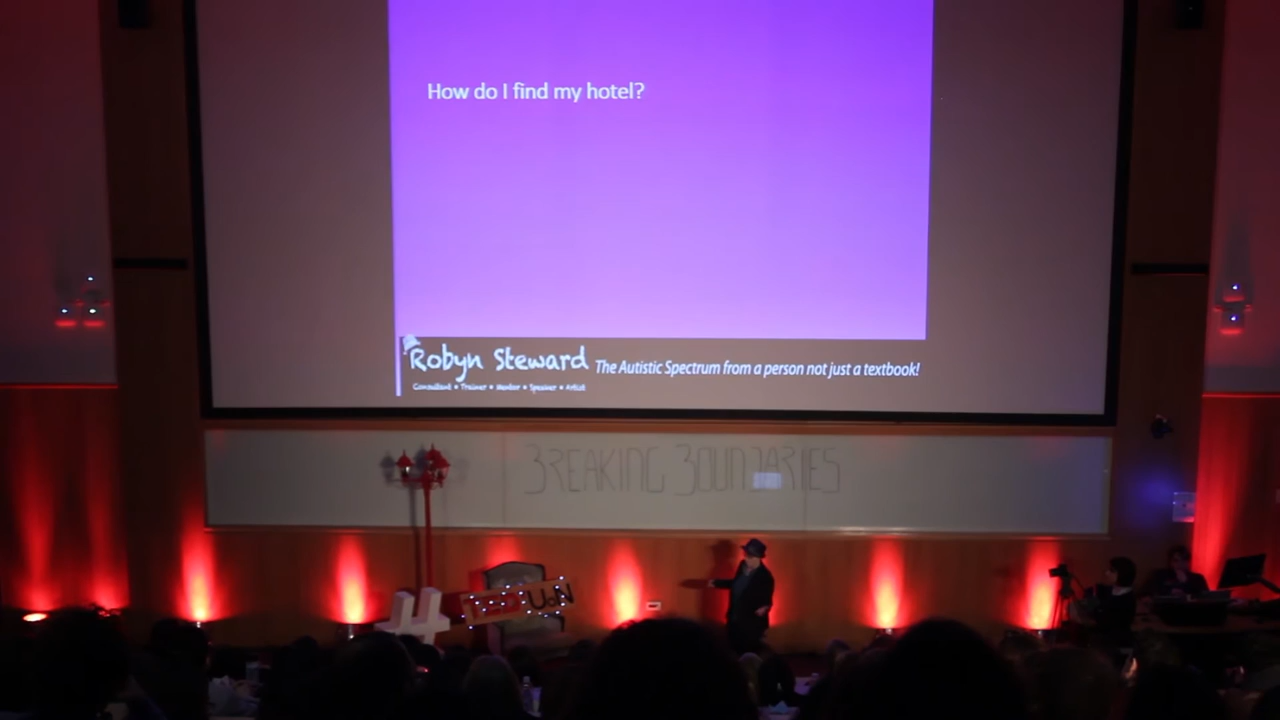 How do I find my hotel?
Robyn Steward The Autistic Spectrum from a person not just a textbook!
Consultant • Trainer • Mentor • Speaker • Artist
BREAKING BOUNDARIES
TEDxUoN